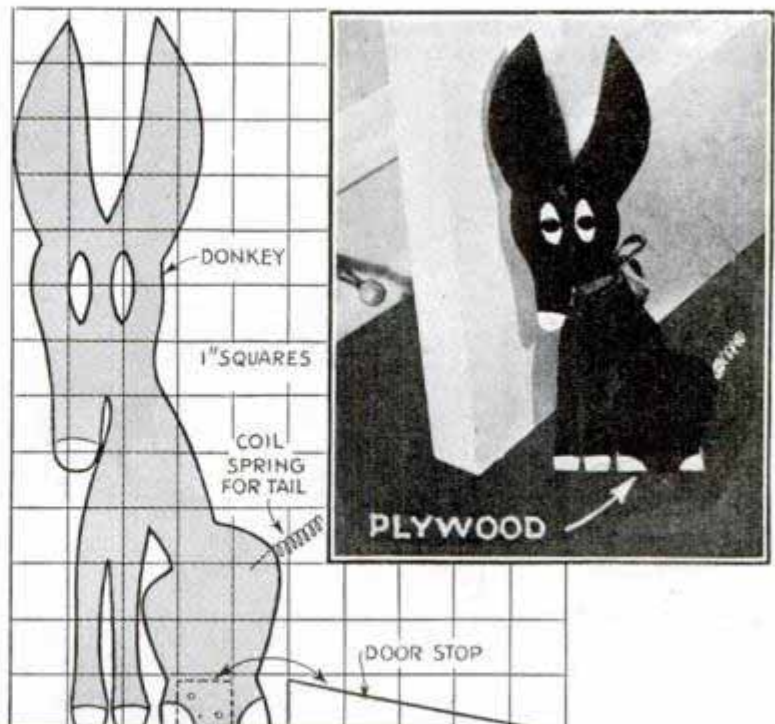 DONKEY
1" SQUARES
COIL
SPRING
FOR TAIL
PLYWOOD
DOOR STOP